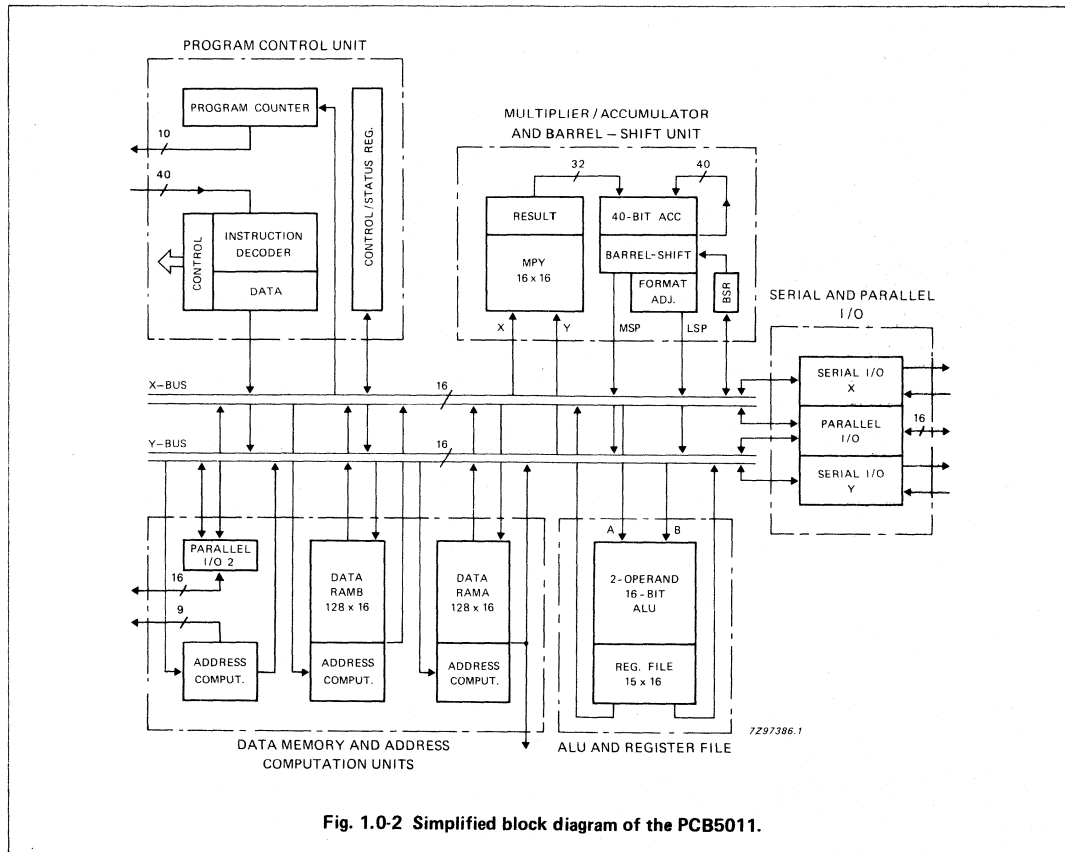 PROGRAM CONTROL UNIT
PROGRAM COUNTER
10
40
CONTROL
INSTRUCTION
DECODER
DATA
CONTROL/STATUS REG.
MULTIPLIER/ACCUMULATOR
AND BARREL – SHIFT UNIT
32
40
RESULT
MPY
16 x 16
40-BIT ACC
BARREL-SHIFT
FORMAT
ADJ.
BSR
X
Y
MSP
LSP
SERIAL AND PARALLEL
I/O
SERIAL I/O
X
PARALLEL
I/O
16
SERIAL I/O
Y
X-BUS
16
Y-BUS
16
PARALLEL
I/O 2
16
9
ADDRESS
COMPUT.
DATA
RAMB
128 x 16
ADDRESS
COMPUT.
DATA
RAMA
128 x 16
ADDRESS
COMPUT.
A
B
2-OPERAND
16-BIT
ALU
REG. FILE
15 x 16
7Z97386.1
DATA MEMORY AND ADDRESS
COMPUTATION UNITS
ALU AND REGISTER FILE
Fig. 1.0-2 Simplified block diagram of the PCB5011.